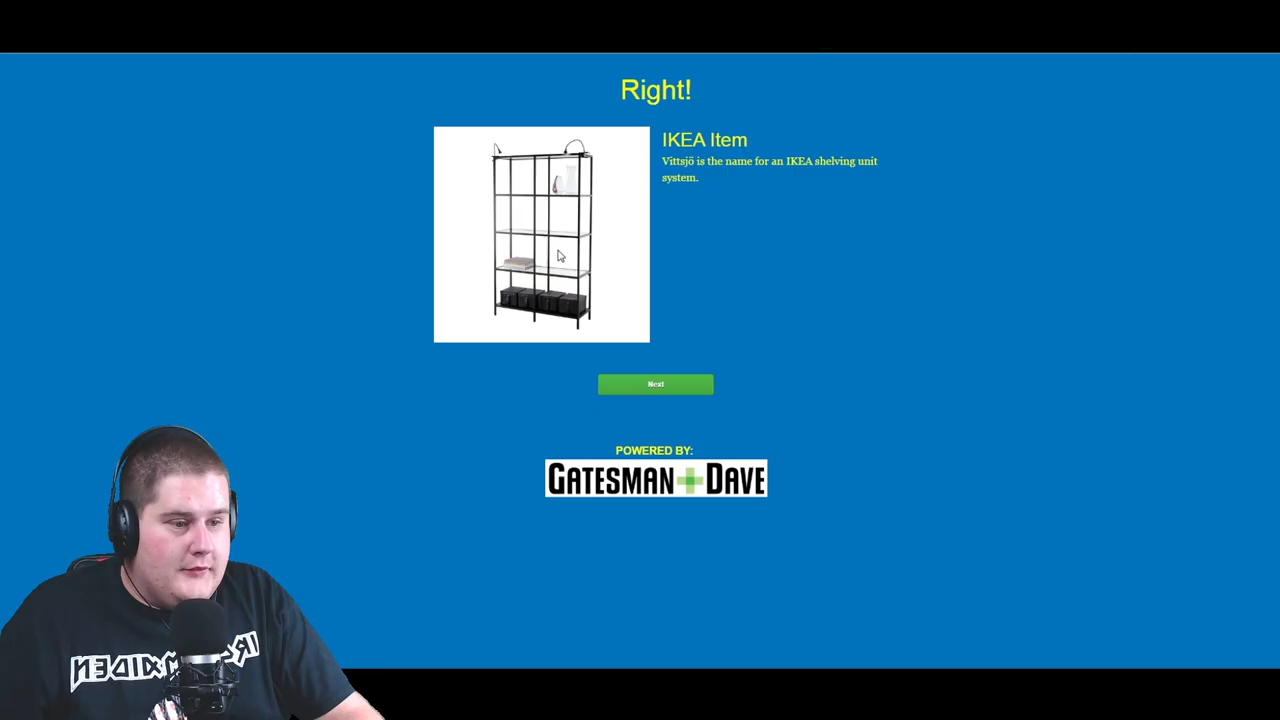 Right!
IKEA Item
Vittsjö is the name for an IKEA shelving unit
system.
Next
POWERED BY:
GATESMAN+DAVE